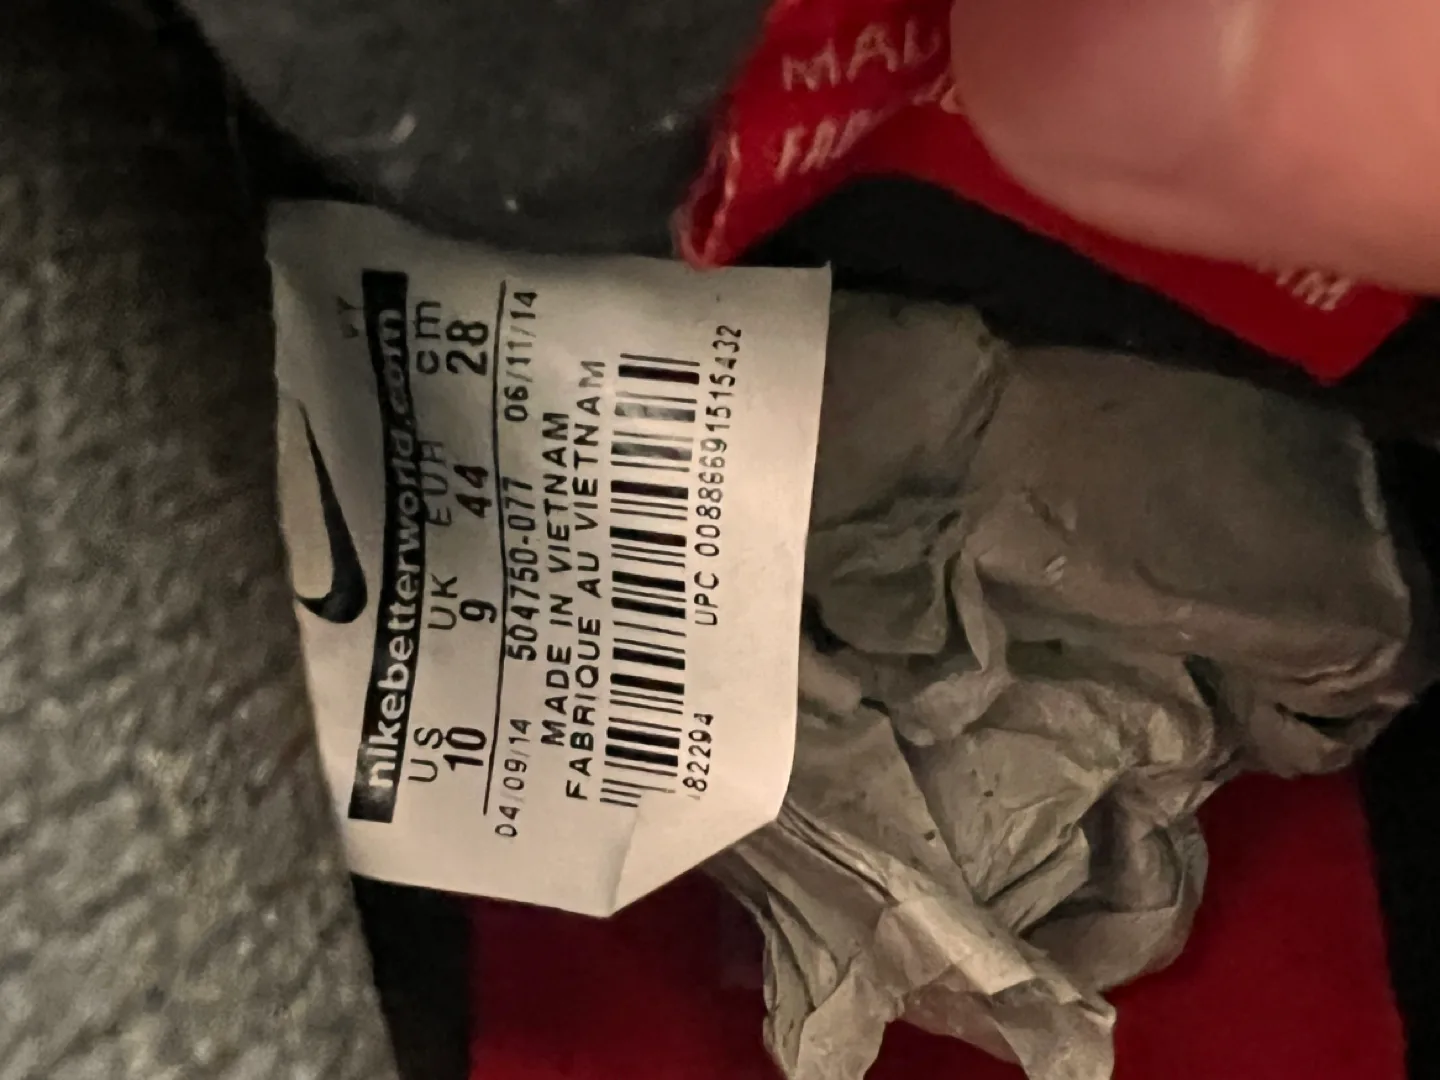 nikebetterworld.com
US UK EUR cm
10 9 44 28
04/09/14 504750-077 06/11/14
MADE IN VIETNAM
FABRIQUE AU VIETNAM
82294 UPC 00886691515432